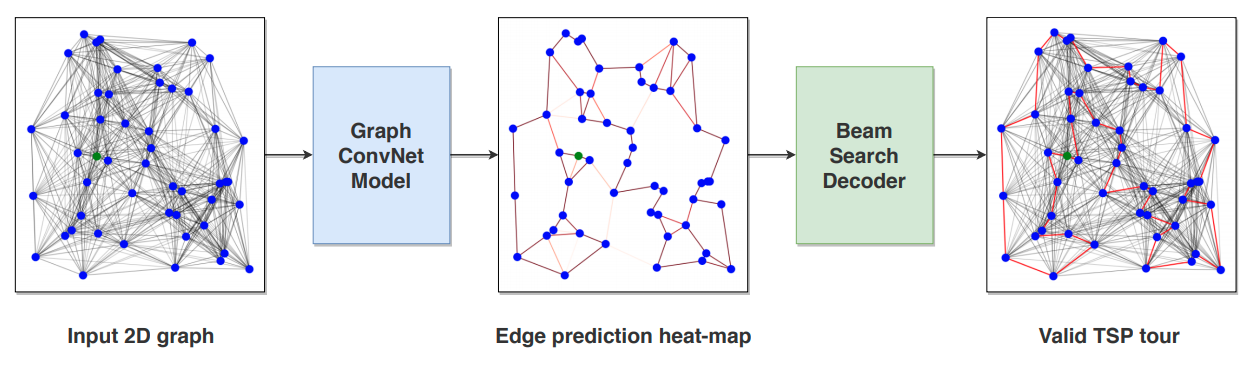 Graph
ConvNet
Model
Beam
Search
Decoder
Input 2D graph
Edge prediction heat-map
Valid TSP tour